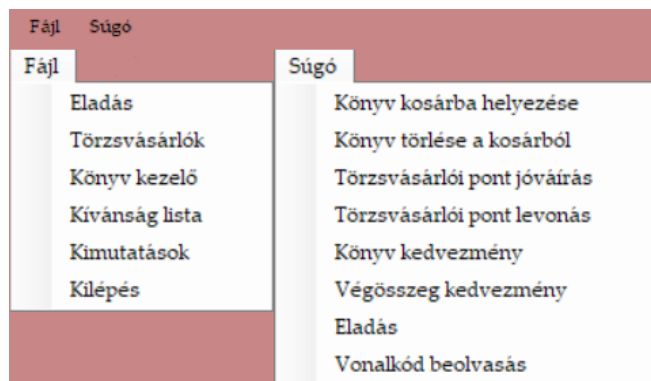 Fájl Súgó
Fájl
Eladás
Törzsvásárlók
Könyv kezelő
Kívánság lista
Kimutatások
Kilépés
Súgó
Könyv kosárba helyezése
Könyv törlése a kosárból
Törzsvásárlói pont jóváírás
Törzsvásárlói pont levonás
Könyv kedvezmény
Végösszeg kedvezmény
Eladás
Vonalkód beolvasás